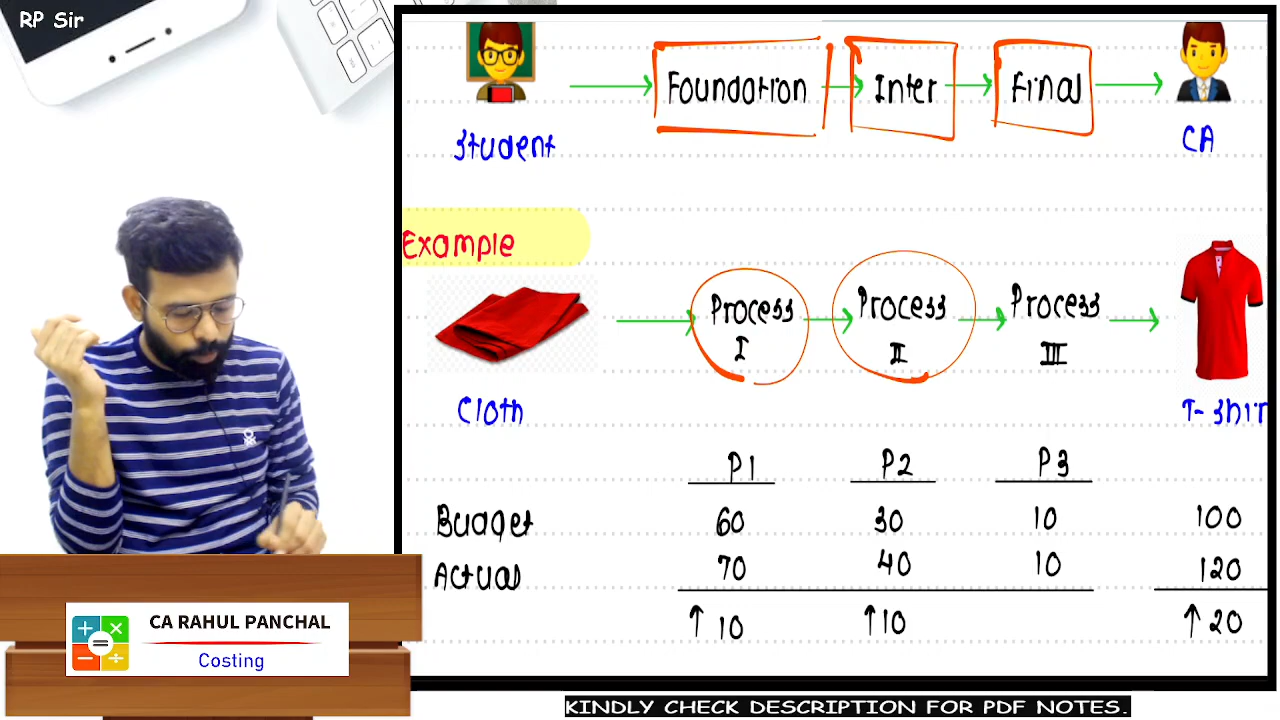 RP Sir
Foundation Inter Final
Student CA
Example
Process I Process II Process III
Cloth T-Shirt
P1 P2 P3
Budget 60 30 10 100
Actual 70 40 10 120
↑ 10 ↑ 10 ↑ 20
CA RAHUL PANCHAL
Costing
KINDLY CHECK DESCRIPTION FOR PDF NOTES.